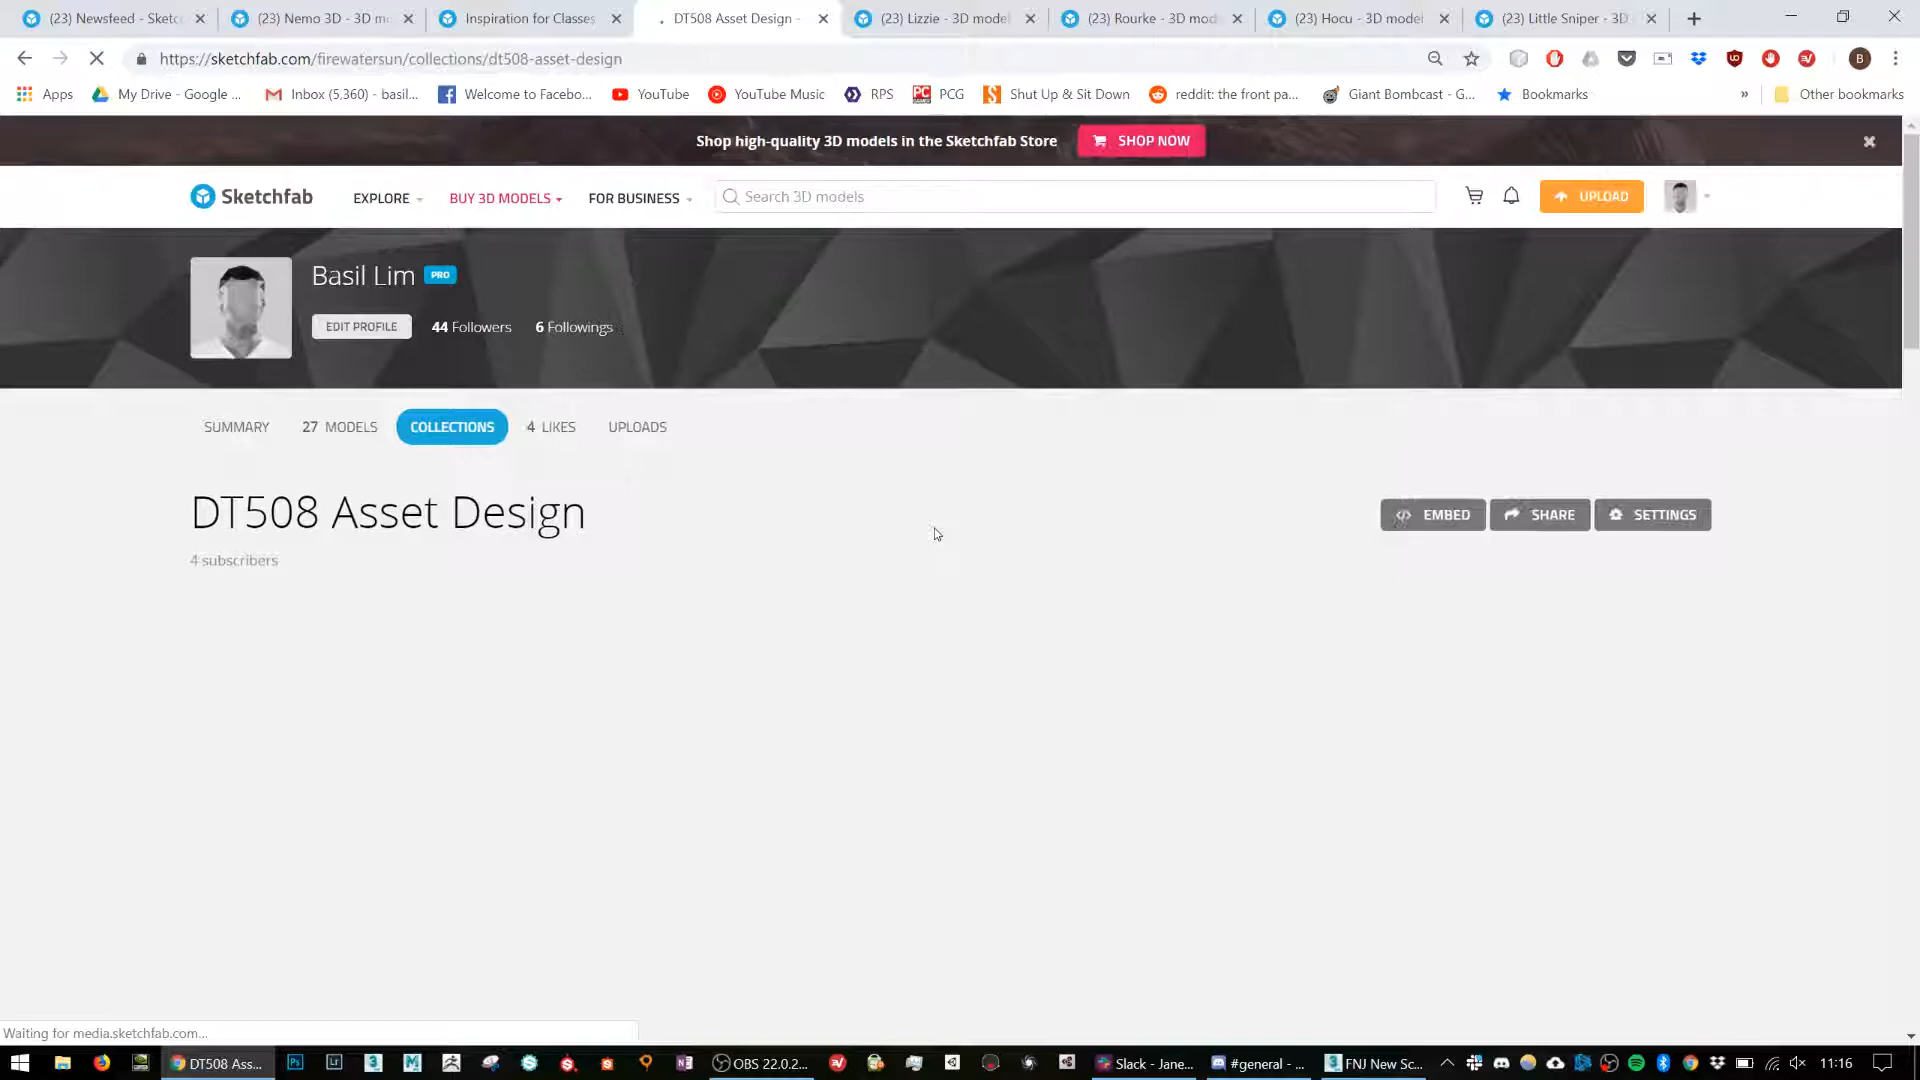 (23) Newsfeed - Sketc
(23) Nemo 3D - 3D mo
Inspiration for Classes
DT508 Asset Design -
(23) Lizzie - 3D model
(23) Rourke - 3D mod
(23) Hocu - 3D model
(23) Little Sniper - 3D
https://sketchfab.com/firewatersun/collections/dt508-asset-design
B
Apps
My Drive - Google ...
Inbox (5,360) - basil...
Welcome to Facebo...
YouTube
YouTube Music
RPS
PCG
Shut Up & Sit Down
reddit: the front pa...
Giant Bombcast - G...
Bookmarks
»
Other bookmarks
Shop high-quality 3D models in the Sketchfab Store
SHOP NOW
Sketchfab
EXPLORE
BUY 3D MODELS
FOR BUSINESS
Search 3D models
UPLOAD
Basil Lim PRO
EDIT PROFILE
44 Followers
6 Followings
SUMMARY
27 MODELS
COLLECTIONS
4 LIKES
UPLOADS
DT508 Asset Design
EMBED
SHARE
SETTINGS
4 subscribers
Waiting for media.sketchfab.com...
DT508 Ass...
Ps
Lr
OBS 22.0.2...
Slack - Jane...
#general - ...
FNJ New Sc...
11:16